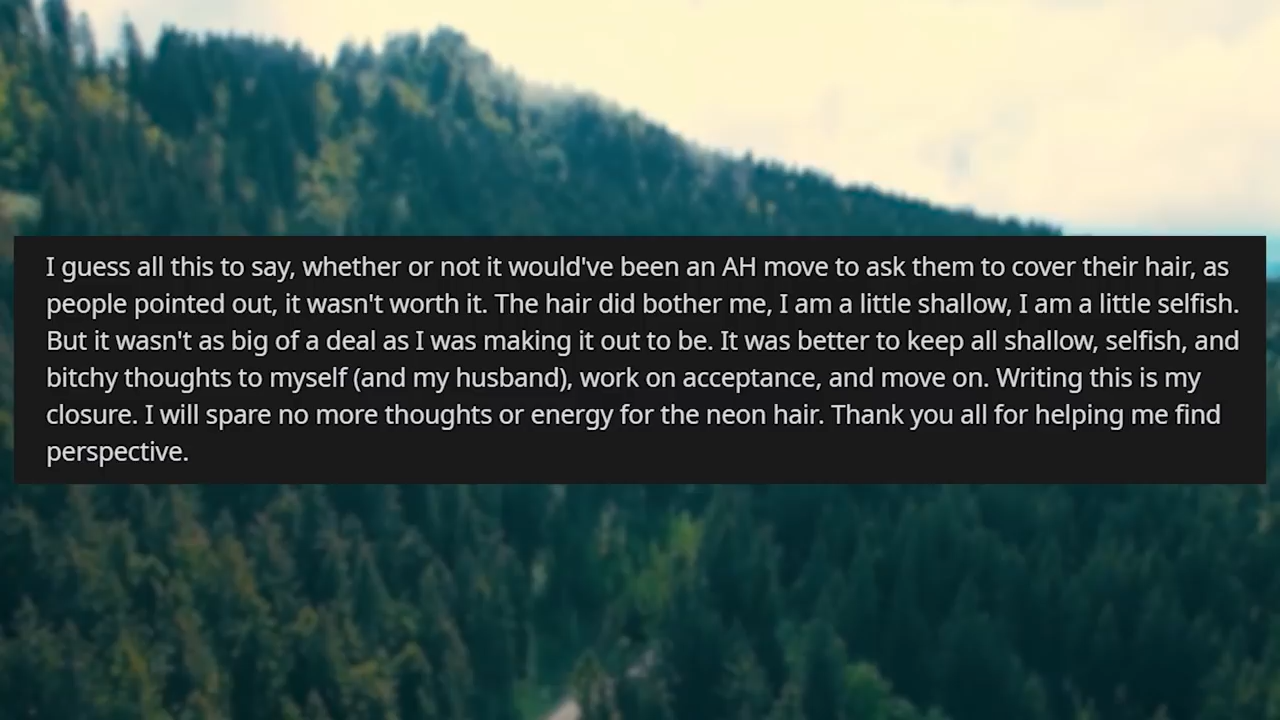 I guess all this to say, whether or not it would've been an AH move to ask them to cover their hair, as
people pointed out, it wasn't worth it. The hair did bother me, I am a little shallow, I am a little selfish.
But it wasn't as big of a deal as I was making it out to be. It was better to keep all shallow, selfish, and
bitchy thoughts to myself (and my husband), work on acceptance, and move on. Writing this is my
closure. I will spare no more thoughts or energy for the neon hair. Thank you all for helping me find
perspective.